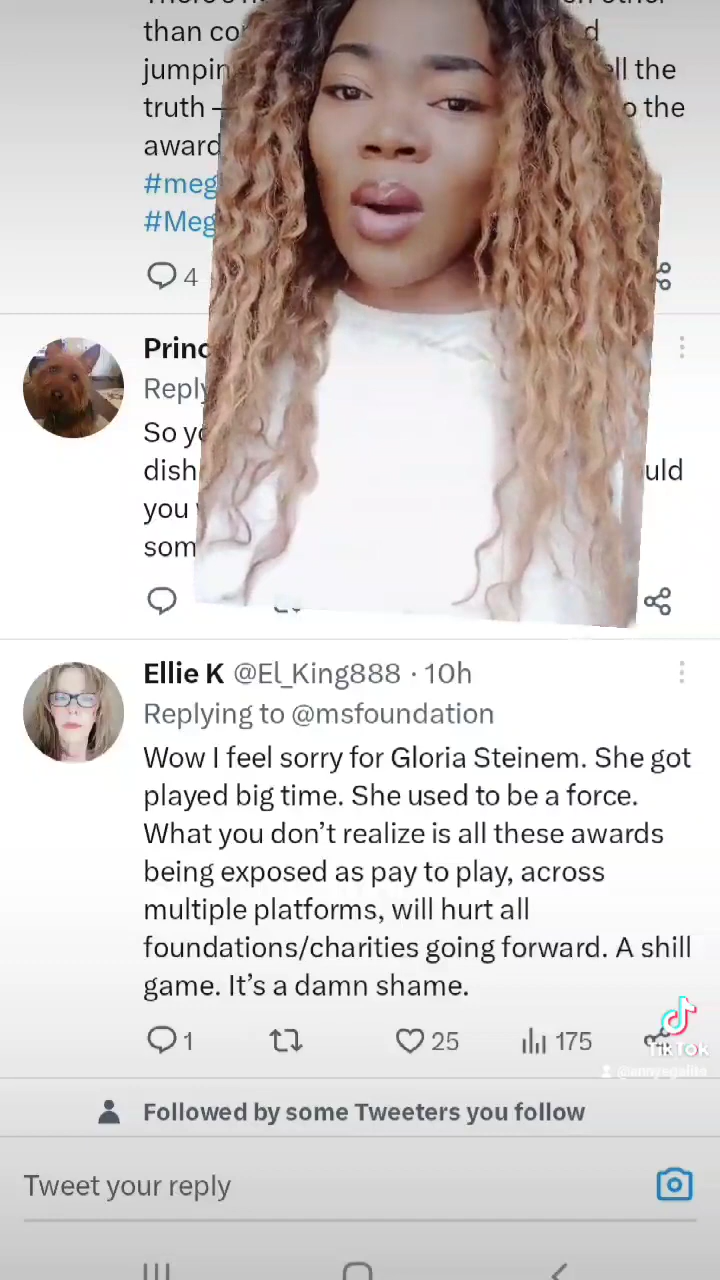 than
jumpin ll the
truth – o the
award
#meg
#Meg
4
Princ
Reply
So yo
dish uld
you
som
Ellie K @El_King888 · 10h
Replying to @msfoundation
Wow I feel sorry for Gloria Steinem. She got
played big time. She used to be a force.
What you don’t realize is all these awards
being exposed as pay to play, across
multiple platforms, will hurt all
foundations/charities going forward. A shill
game. It’s a damn shame.
1 25 175
TikTok
Followed by some Tweeters you follow
Tweet your reply